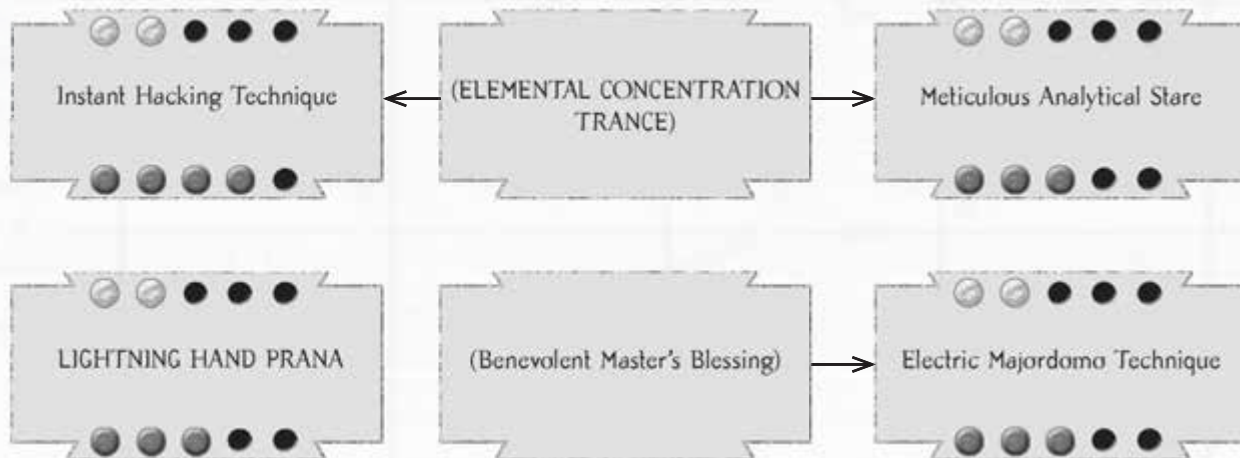 Instant Hacking Technique
(ELEMENTAL CONCENTRATION
TRANCE)
Meticulous Analytical Stare
LIGHTNING HAND PRANA
(Benevolent Master's Blessing)
Electric Majordomo Technique